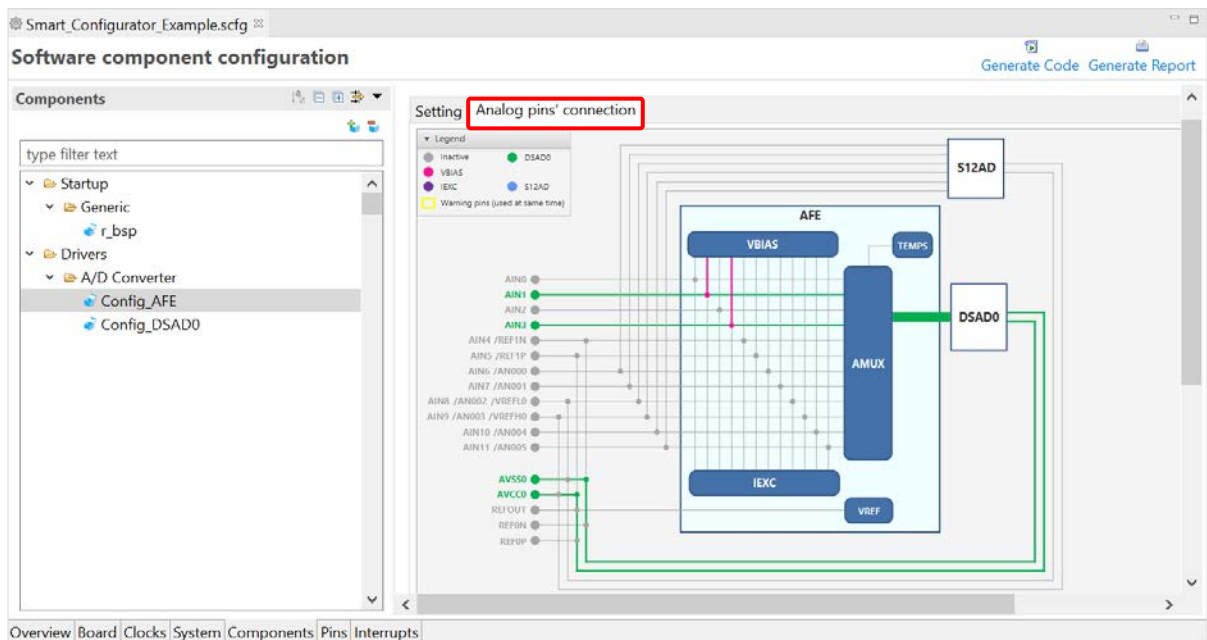 Smart_Configurator_Example.scfg
Software component configuration
Generate Code Generate Report
Components
type filter text
Startup
Generic
r_bsp
Drivers
A/D Converter
Config_AFE
Config_DSAD0
Setting
Analog pins' connection
Legend
Inactive
DSAD0
VBIAS
IEXC
S12AD
Warning pins (used at same time)
S12AD
AFE
VBIAS
TEMPS
AIN0
AIN1
AIN2
AIN3
AIN4 /REF1N
AIN5 /REF1P
AIN6 /AN000
AIN7 /AN001
AIN8 /AN002 /VREFL0
AIN9 /AN003 /VREFH0
AIN10 /AN004
AIN11 /AN005
AMUX
DSAD0
AVSS0
AVCC0
REFOUT
REF0N
REF0P
IEXC
VREF
Overview Board Clocks System Components Pins Interrupts